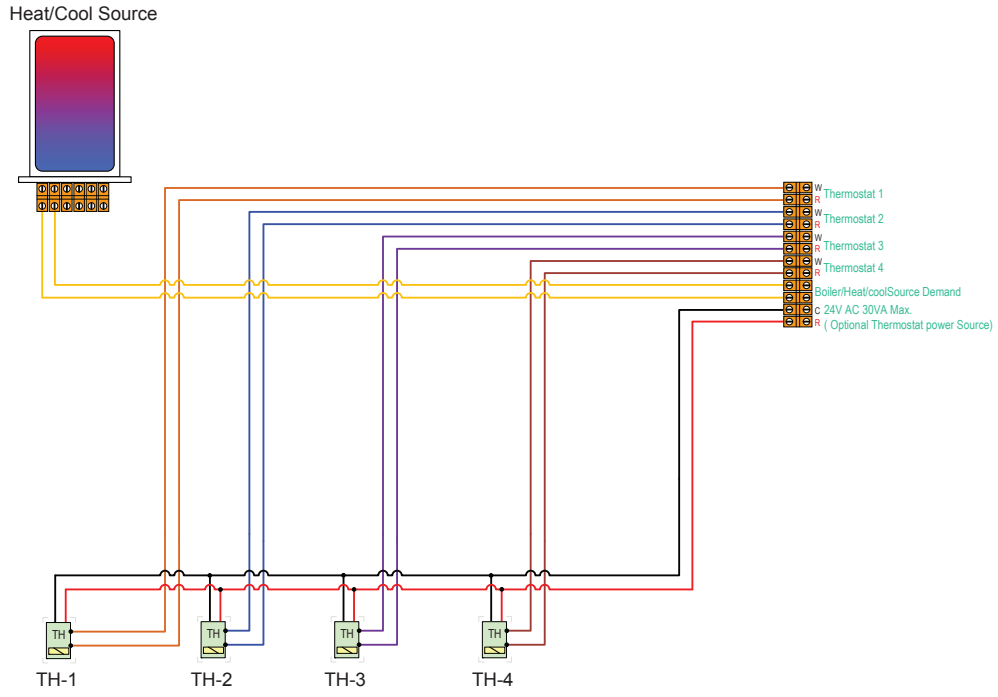 Heat/Cool Source
W
Thermostat 1
R
W
Thermostat 2
R
W
Thermostat 3
R
W
Thermostat 4
R
Boiler/Heat/coolSource Demand
C 24V AC 30VA Max.
R ( Optional Thermostat power Source)
TH TH TH TH
TH-1 TH-2 TH-3 TH-4